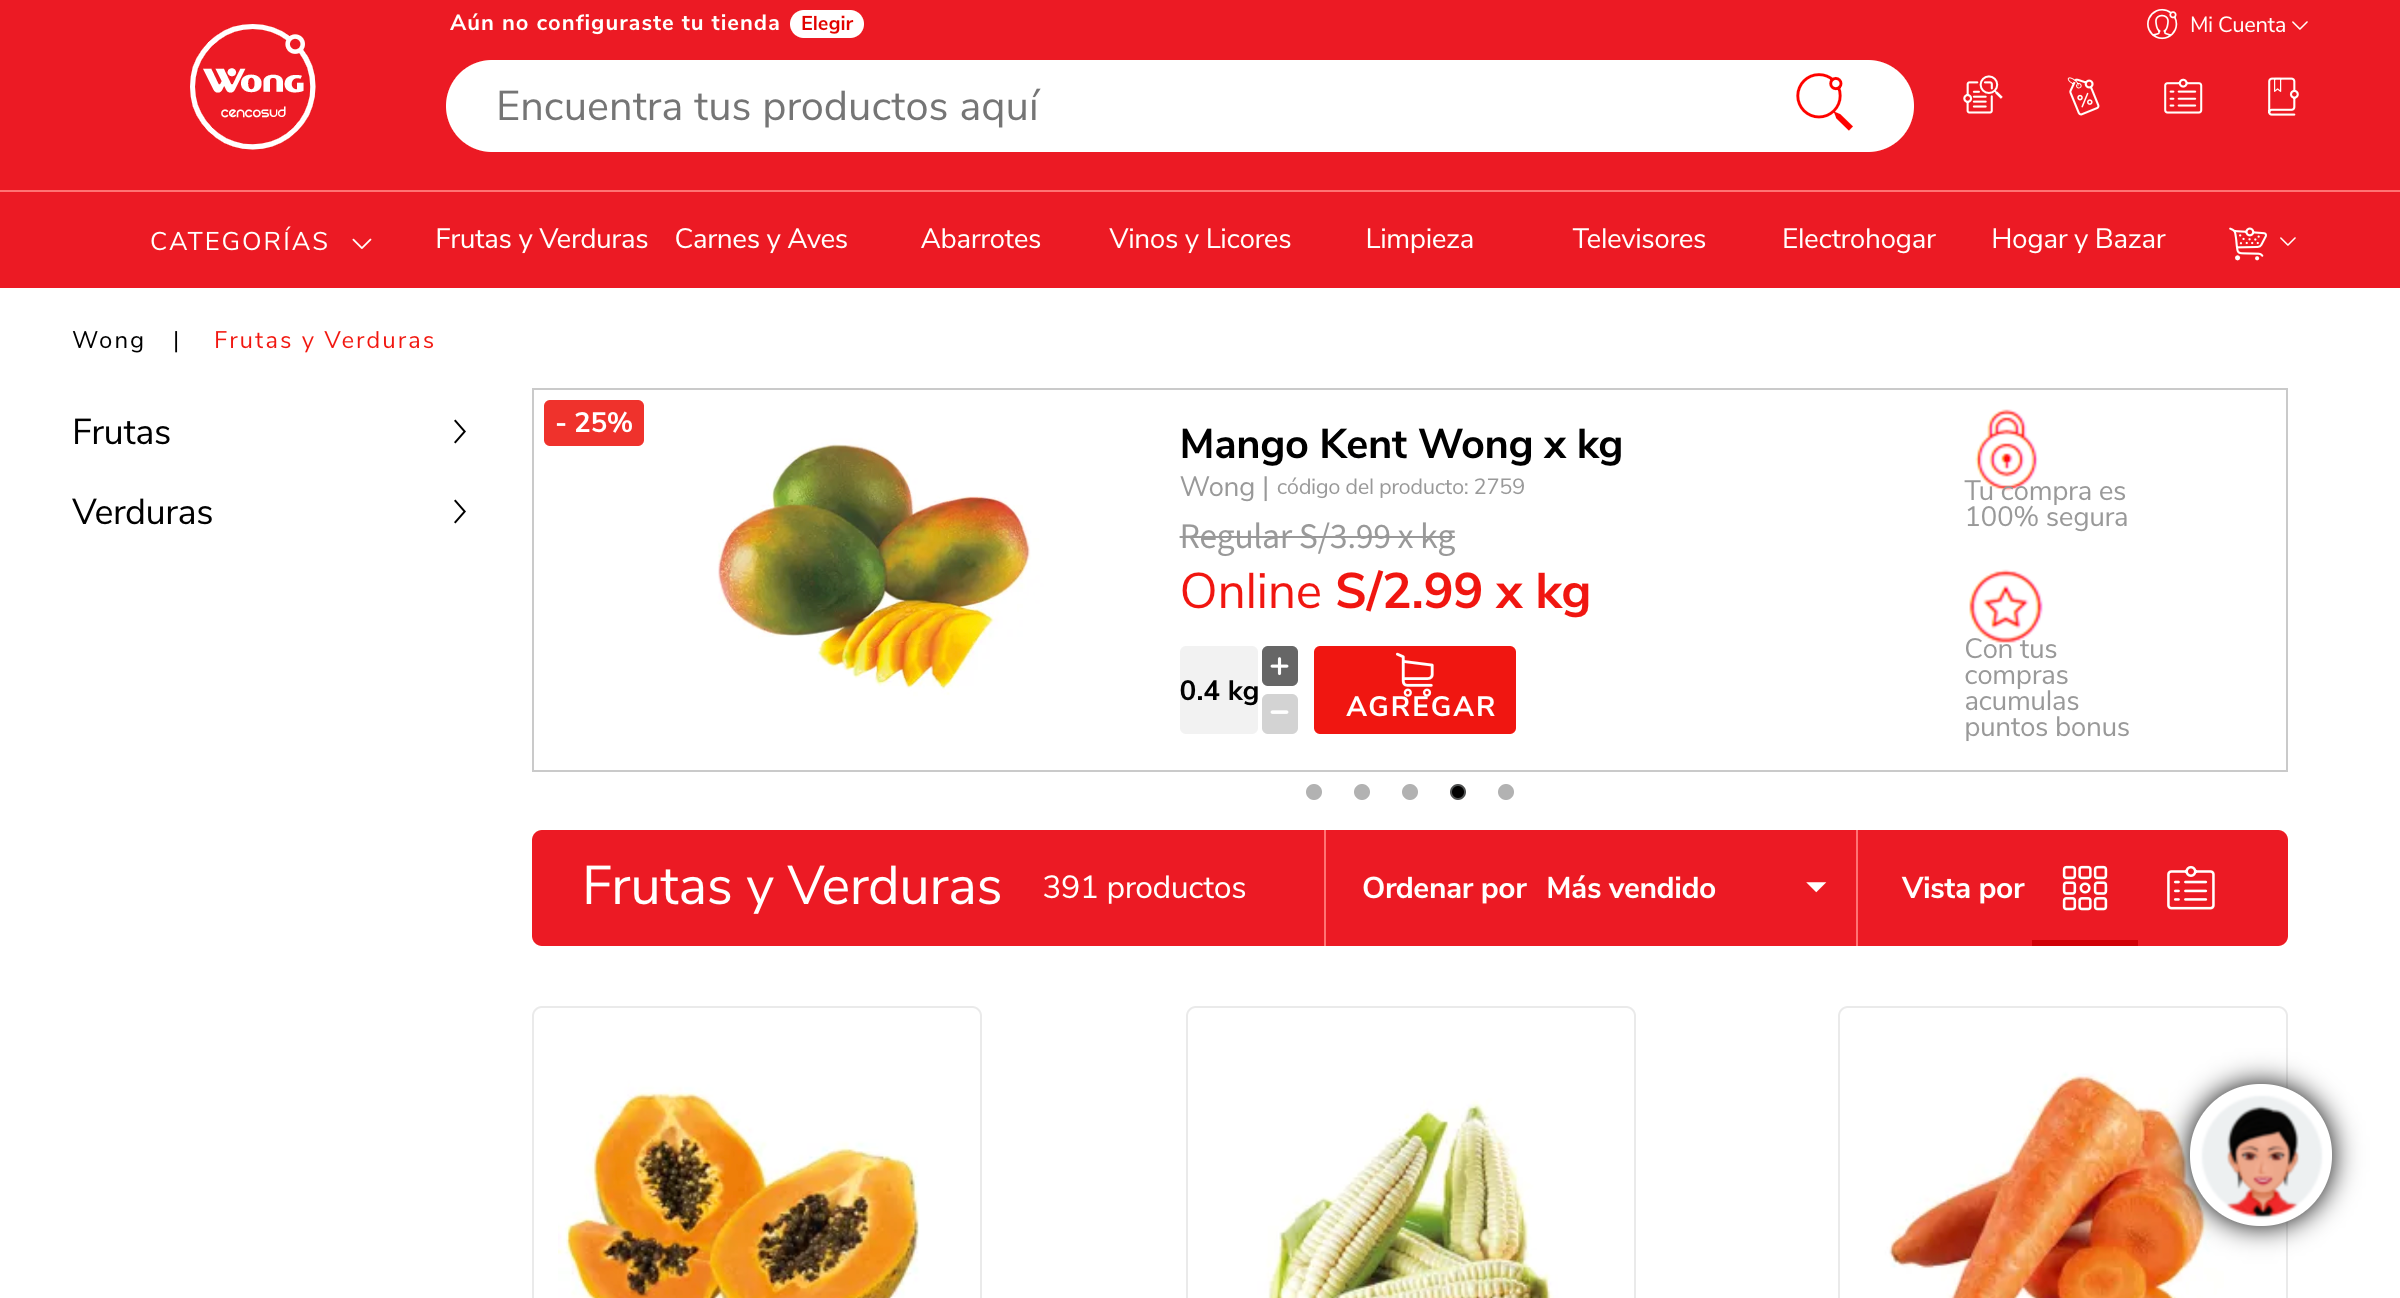 Aún no configuraste tu tienda Elegir
Mi Cuenta
Wong
cencosud
Encuentra tus productos aquí
CATEGORÍAS Frutas y Verduras Carnes y Aves Abarrotes Vinos y Licores Limpieza Televisores Electrohogar Hogar y Bazar
Wong | Frutas y Verduras
Frutas
Verduras
- 25%
Mango Kent Wong x kg
Wong | código del producto: 2759
Regular S/3.99 x kg
Online S/2.99 x kg
0.4 kg
+
−
AGREGAR
Tu compra es
100% segura
Con tus
compras
acumulas
puntos bonus
Frutas y Verduras 391 productos Ordenar por Más vendido Vista por